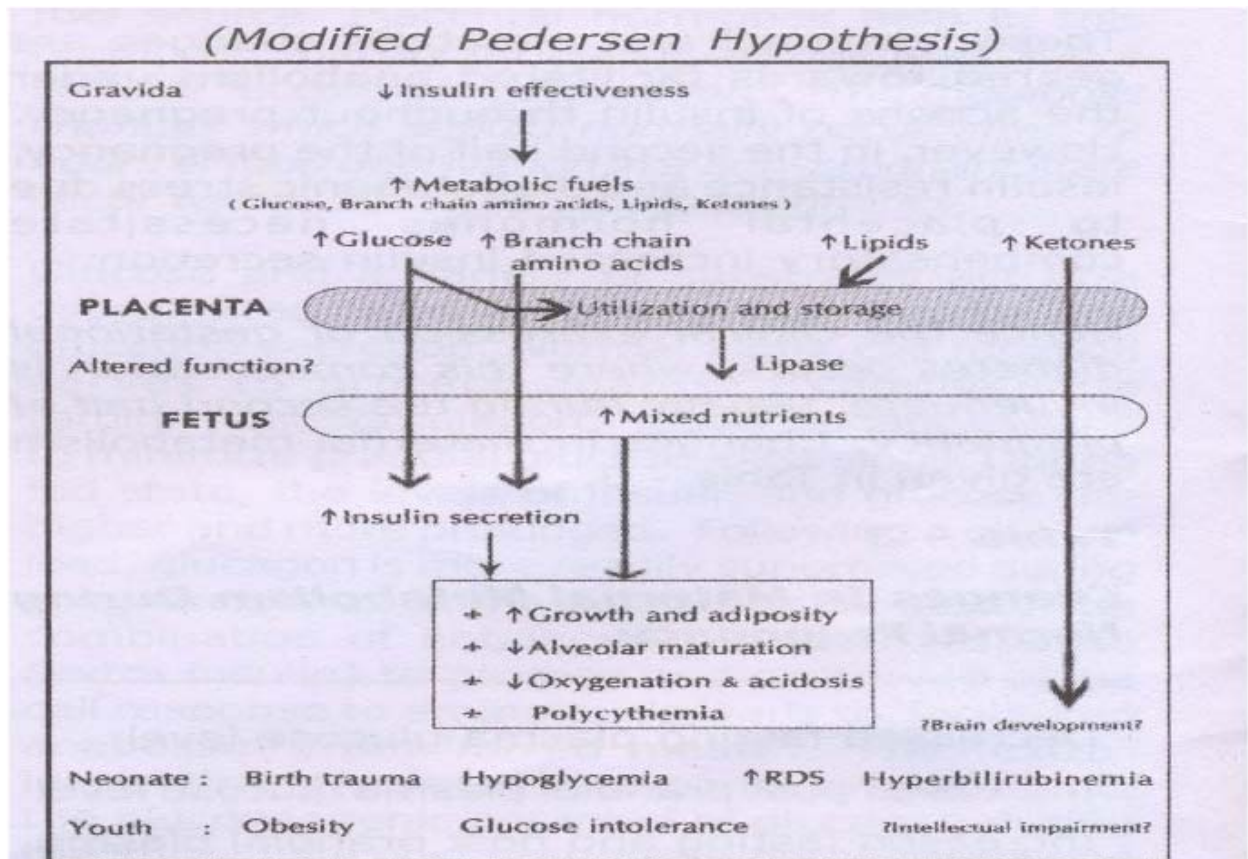 (Modified Pedersen Hypothesis)
Gravida ↓Insulin effectiveness
↑Metabolic fuels
( Glucose, Branch chain amino acids, Lipids, Ketones )
↑Glucose ↑Branch chain amino acids ↑Lipids ↑Ketones
PLACENTA Utilization and storage
Altered function? Lipase
FETUS ↑Mixed nutrients
↑Insulin secretion
+ ↑Growth and adiposity
+ ↓Alveolar maturation
+ ↓Oxygenation & acidosis
+ Polycythemia
?Brain development?
Neonate : Birth trauma Hypoglycemia ↑RDS Hyperbilirubinemia
Youth : Obesity Glucose intolerance ?Intellectual impairment?